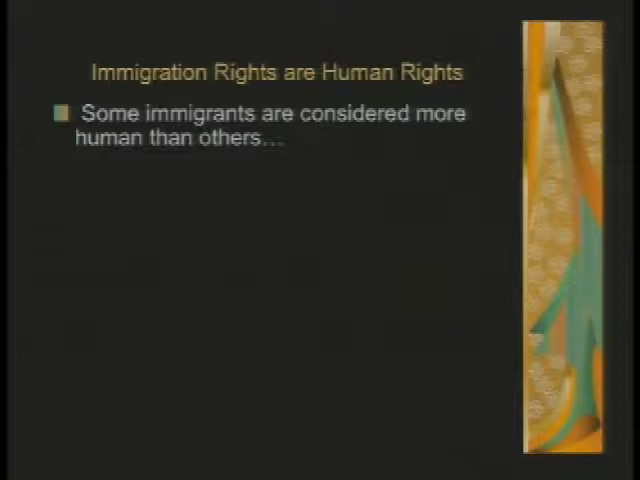 Immigration Rights are Human Rights
Some immigrants are considered more
human than others…